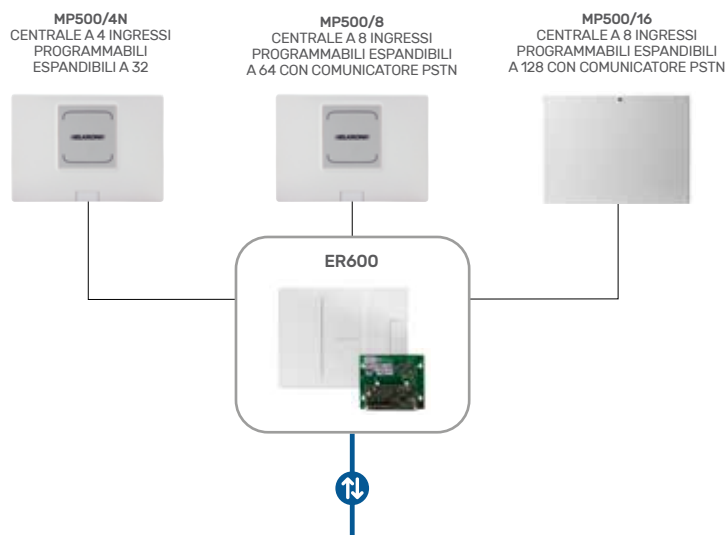 MP500/4N
CENTRALE A 4 INGRESSI
PROGRAMMABILI
ESPANDIBILI A 32
MP500/8
CENTRALE A 8 INGRESSI
PROGRAMMABILI ESPANDIBILI
A 64 CON COMUNICATORE PSTN
MP500/16
CENTRALE A 8 INGRESSI
PROGRAMMABILI ESPANDIBILI
A 128 CON COMUNICATORE PSTN
ER600